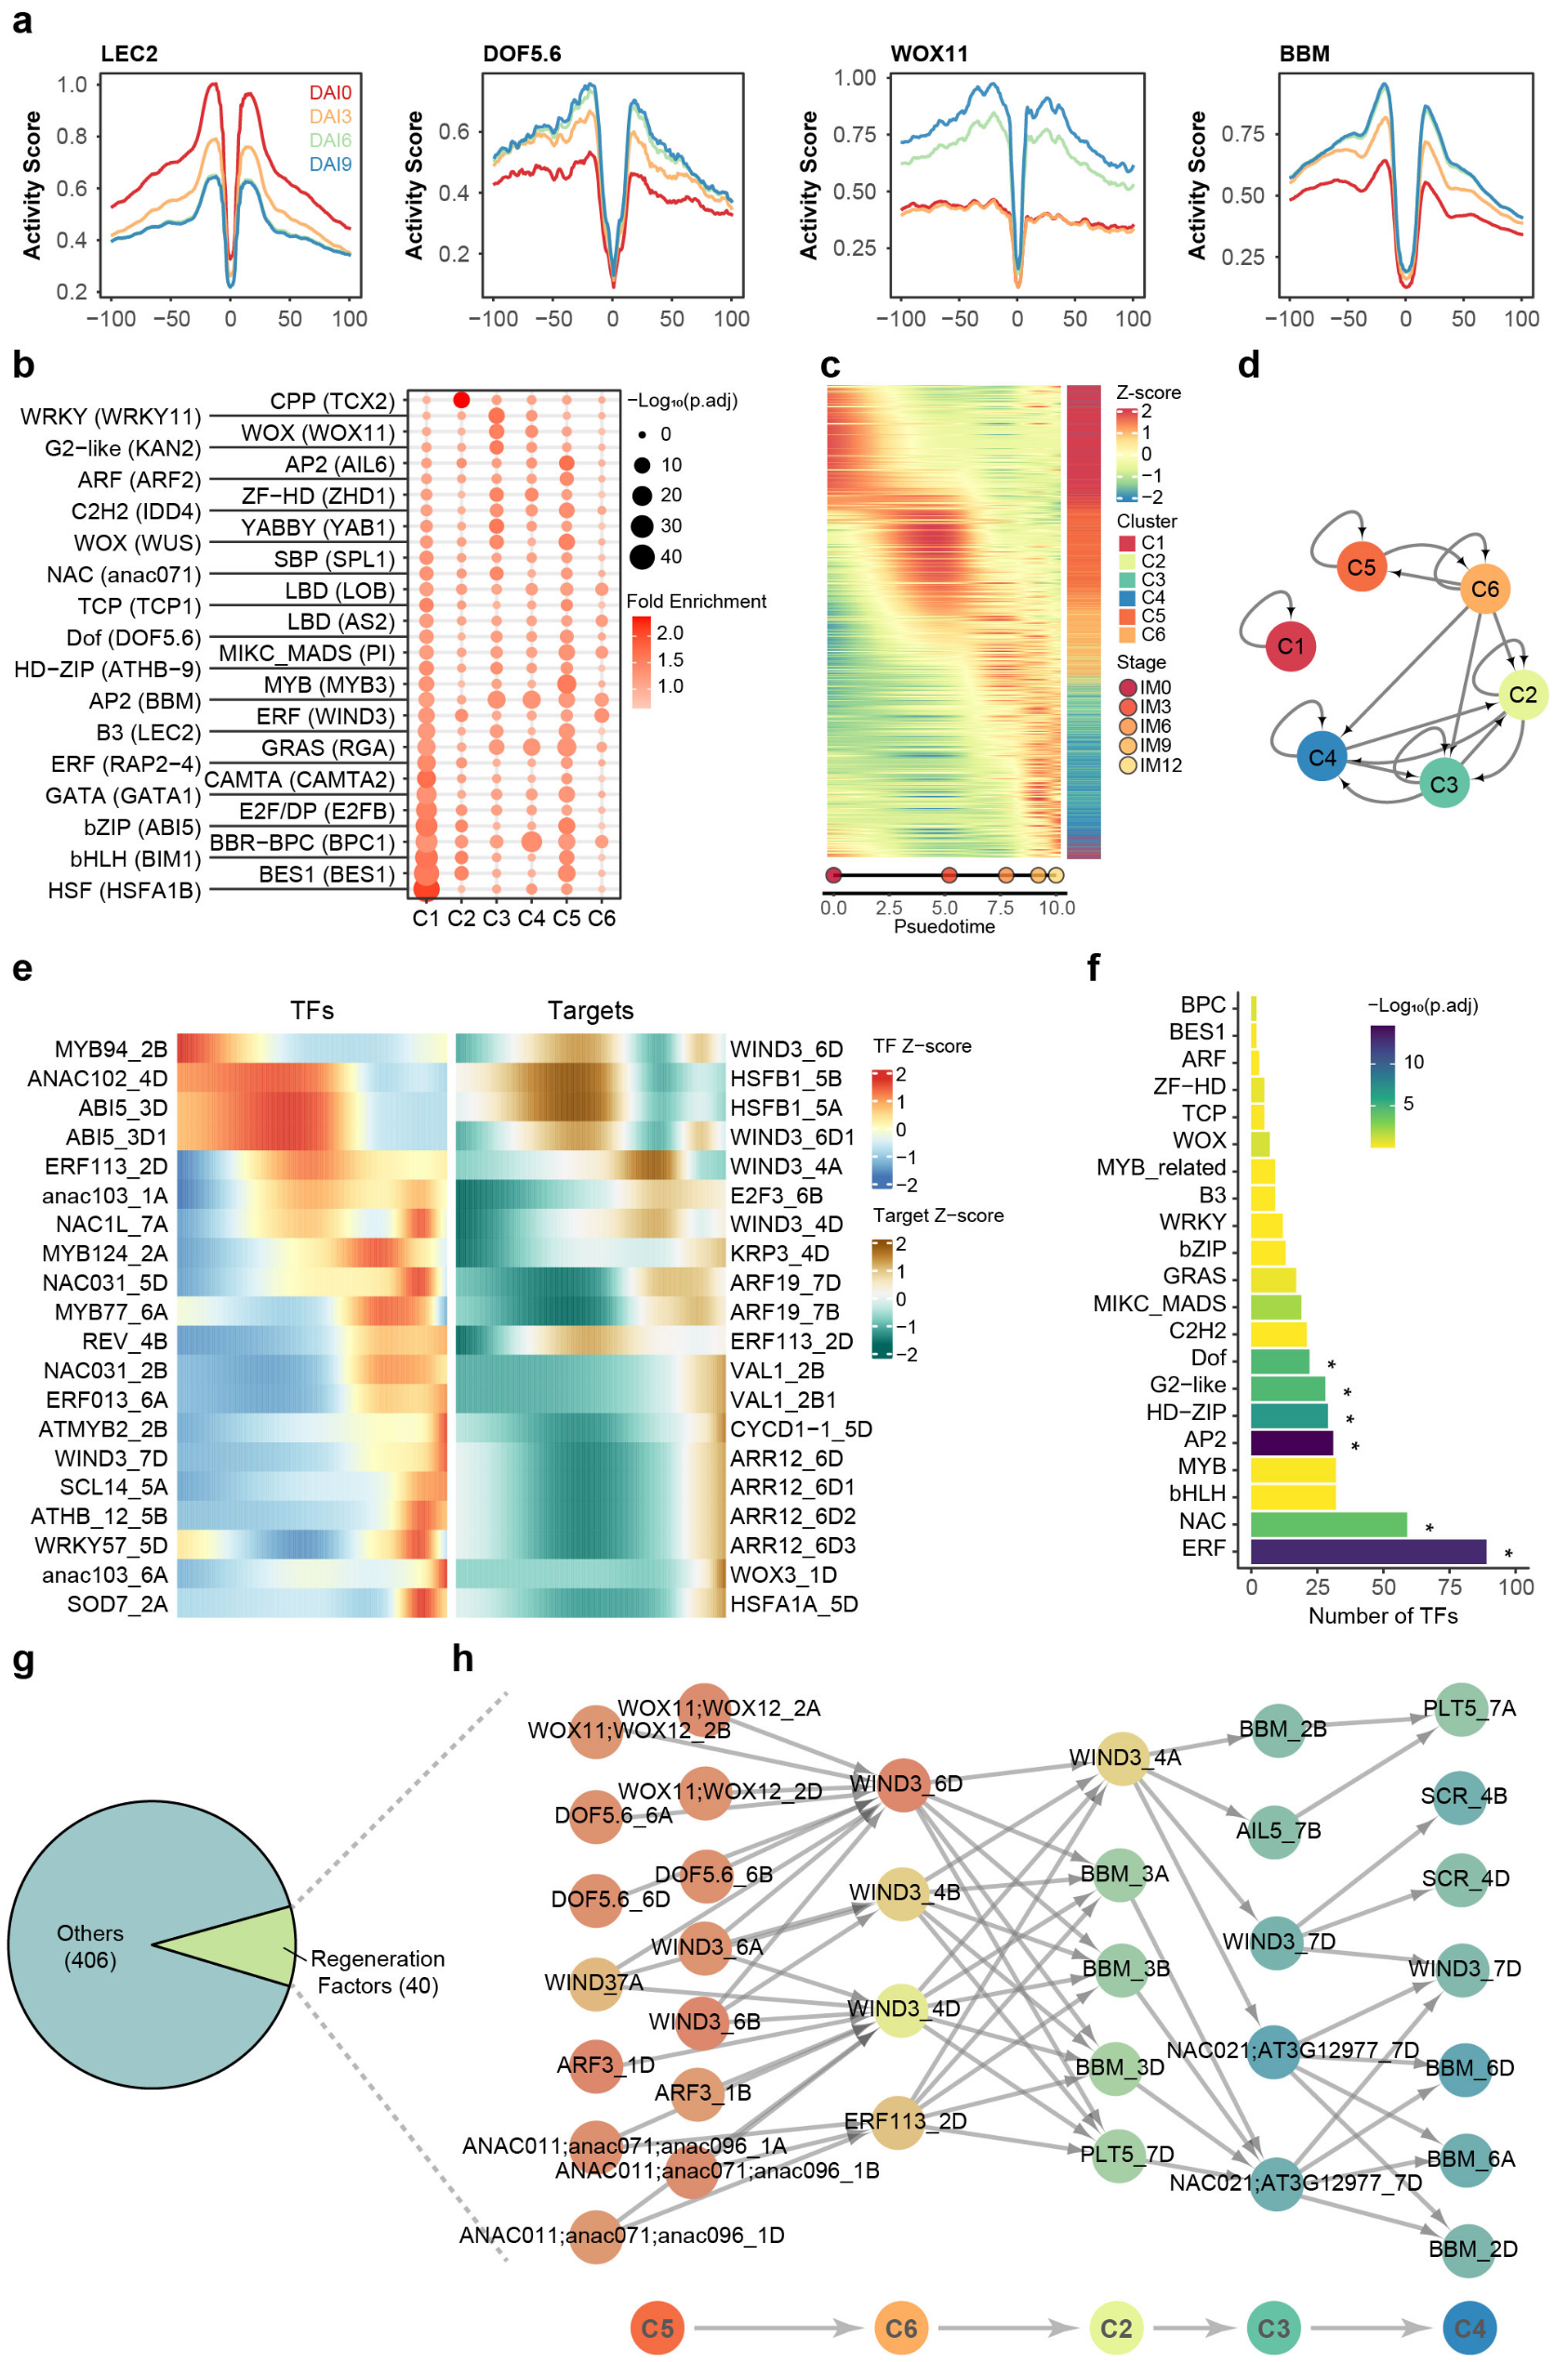 a
LEC2
DOF5.6
WOX11
BBM
Activity Score
1.0
0.8
0.6
0.4
0.2
DAI0
DAI3
DAI6
DAI9
−100 −50 0 50 100
Activity Score
0.6
0.4
0.2
−100 −50 0 50 100
Activity Score
1.00
0.75
0.50
0.25
−100 −50 0 50 100
Activity Score
0.75
0.50
0.25
−100 −50 0 50 100
b
CPP (TCX2)
WRKY (WRKY11)
WOX (WOX11)
G2−like (KAN2)
AP2 (AIL6)
ARF (ARF2)
ZF−HD (ZHD1)
C2H2 (IDD4)
YABBY (YAB1)
WOX (WUS)
SBP (SPL1)
NAC (anac071)
LBD (LOB)
TCP (TCP1)
LBD (AS2)
Dof (DOF5.6)
MIKC_MADS (PI)
HD−ZIP (ATHB−9)
MYB (MYB3)
AP2 (BBM)
ERF (WIND3)
B3 (LEC2)
GRAS (RGA)
ERF (RAP2−4)
CAMTA (CAMTA2)
GATA (GATA1)
E2F/DP (E2FB)
bZIP (ABI5)
BBR−BPC (BPC1)
bHLH (BIM1)
BES1 (BES1)
HSF (HSFA1B)
C1 C2 C3 C4 C5 C6
−Log₁₀(p.adj)
0
10
20
30
40
Fold Enrichment
2.0
1.5
1.0
c
Z−score
2
1
0
−1
−2
Cluster
C1
C2
C3
C4
C5
C6
Stage
IM0
IM3
IM6
IM9
IM12
0.0 2.5 5.0 7.5 10.0
Psuedotime
d
C5
C6
C1
C2
C4
C3
e
TFs
Targets
MYB94_2B
ANAC102_4D
ABI5_3D
ABI5_3D1
ERF113_2D
anac103_1A
NAC1L_7A
MYB124_2A
NAC031_5D
MYB77_6A
REV_4B
NAC031_2B
ERF013_6A
ATMYB2_2B
WIND3_7D
SCL14_5A
ATHB_12_5B
WRKY57_5D
anac103_6A
SOD7_2A
WIND3_6D
HSFB1_5B
HSFB1_5A
WIND3_6D1
WIND3_4A
E2F3_6B
WIND3_4D
KRP3_4D
ARF19_7D
ARF19_7B
ERF113_2D
VAL1_2B
VAL1_2B1
CYCD1−1_5D
ARR12_6D
ARR12_6D1
ARR12_6D2
ARR12_6D3
WOX3_1D
HSFA1A_5D
TF Z−score
2
1
0
−1
−2
Target Z−score
2
1
0
−1
−2
f
BPC
BES1
ARF
ZF−HD
TCP
WOX
MYB_related
B3
WRKY
bZIP
GRAS
MIKC_MADS
C2H2
Dof *
G2−like *
HD−ZIP *
AP2 *
MYB
bHLH
NAC *
ERF *
0 25 50 75 100
Number of TFs
−Log₁₀(p.adj)
10
5
g
Others
(406)
Regeneration
Factors (40)
h
WOX11;WOX12_2A
WOX11;WOX12_2B
WOX11;WOX12_2D
DOF5.6_6A
DOF5.6_6B
DOF5.6_6D
WIND3_6A
WIND37A
WIND3_6B
ARF3_1D
ARF3_1B
ANAC011;anac071;anac096_1A
ANAC011;anac071;anac096_1B
ANAC011;anac071;anac096_1D
WIND3_6D
WIND3_4B
WIND3_4D
ERF113_2D
WIND3_4A
BBM_3A
BBM_3B
BBM_3D
PLT5_7D
BBM_2B
AIL5_7B
WIND3_7D
NAC021;AT3G12977_7D
NAC021;AT3G12977_7D
PLT5_7A
SCR_4B
SCR_4D
WIND3_7D
BBM_6D
BBM_6A
BBM_2D
C5 C6 C2 C3 C4